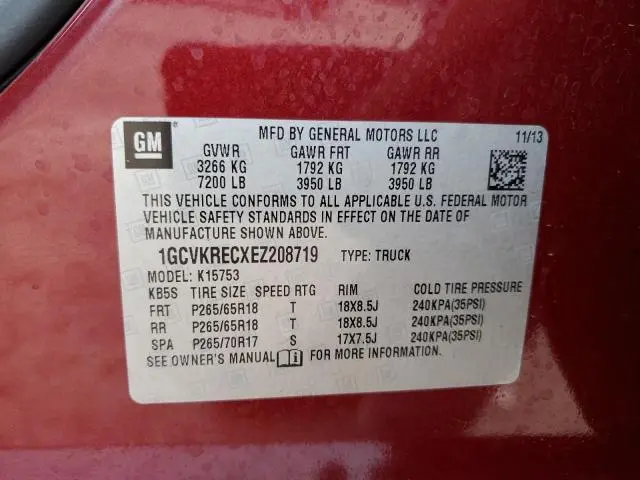 GM
MFD BY GENERAL MOTORS LLC 11/13
GVWR GAWR FRT GAWR RR
3266 KG 1792 KG 1792 KG
7200 LB 3950 LB 3950 LB
THIS VEHICLE CONFORMS TO ALL APPLICABLE U.S. FEDERAL MOTOR
VEHICLE SAFETY STANDARDS IN EFFECT ON THE DATE OF
MANUFACTURE SHOWN ABOVE.
1GCVKRECXEZ208719 TYPE: TRUCK
MODEL: K15753
KB5S TIRE SIZE SPEED RTG RIM COLD TIRE PRESSURE
FRT P265/65R18 T 18X8.5J 240KPA(35PSI)
RR P265/65R18 T 18X8.5J 240KPA(35PSI)
SPA P265/70R17 S 17X7.5J 240KPA(35PSI)
SEE OWNER'S MANUAL FOR MORE INFORMATION.